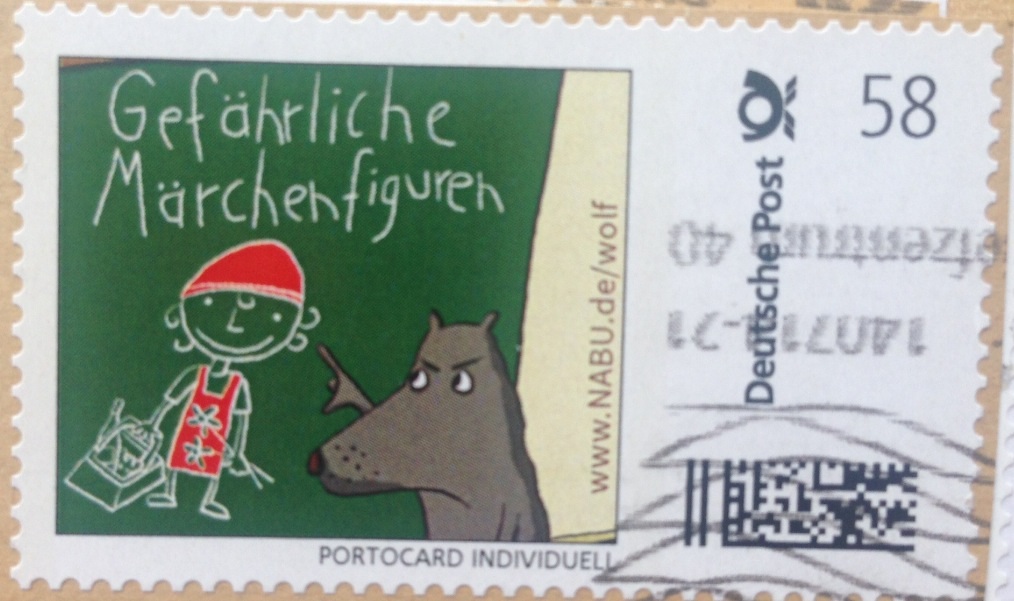 Gefährliche
Märchenfiguren
www.NABU.de/wolf
PORTOCARD INDIVIDUELL
Deutsche Post
58